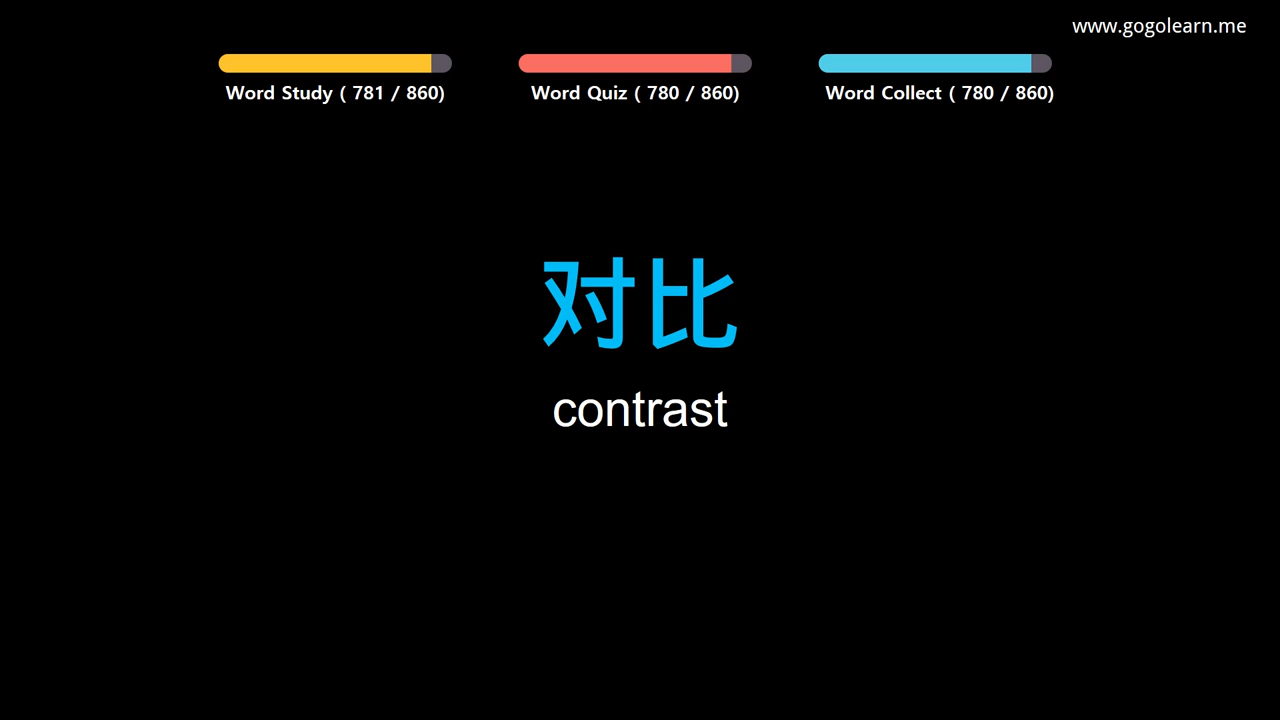 www.gogolearn.me
Word Study ( 781 / 860)
Word Quiz ( 780 / 860)
Word Collect ( 780 / 860)
对比
contrast